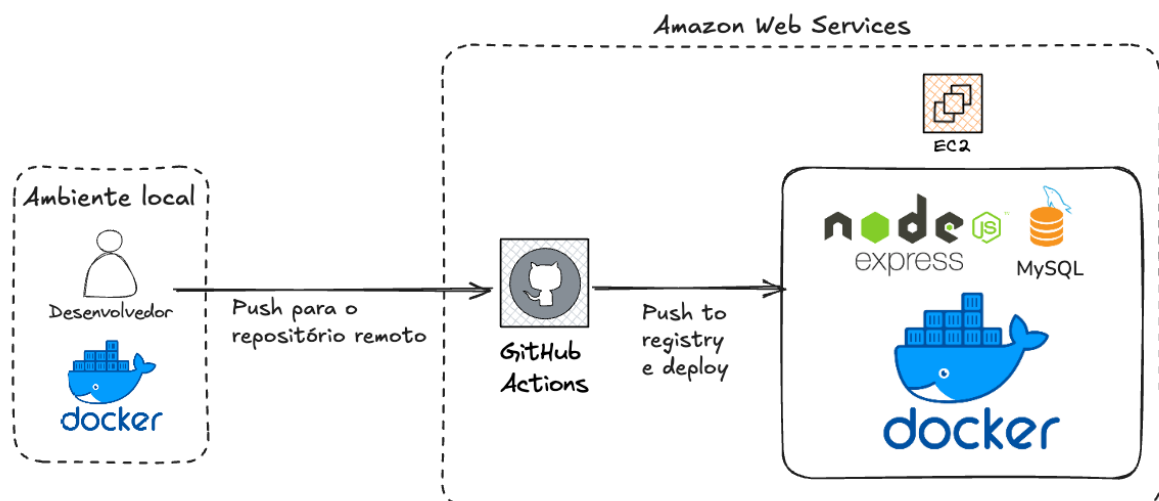 Amazon Web Services
EC2
Ambiente local
Desenvolvedor
docker
Push para o
repositório remoto
GitHub
Actions
Push to
registry
e deploy
node
JS
express
MySQL
docker